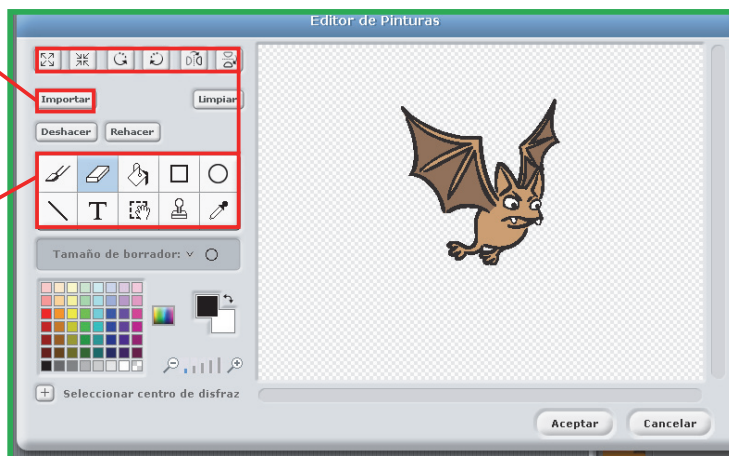 Editor de Pinturas
Importar
Limpiar
Deshacer
Rehacer
T
Tamaño de borrador:
Seleccionar centro de disfraz
Aceptar
Cancelar